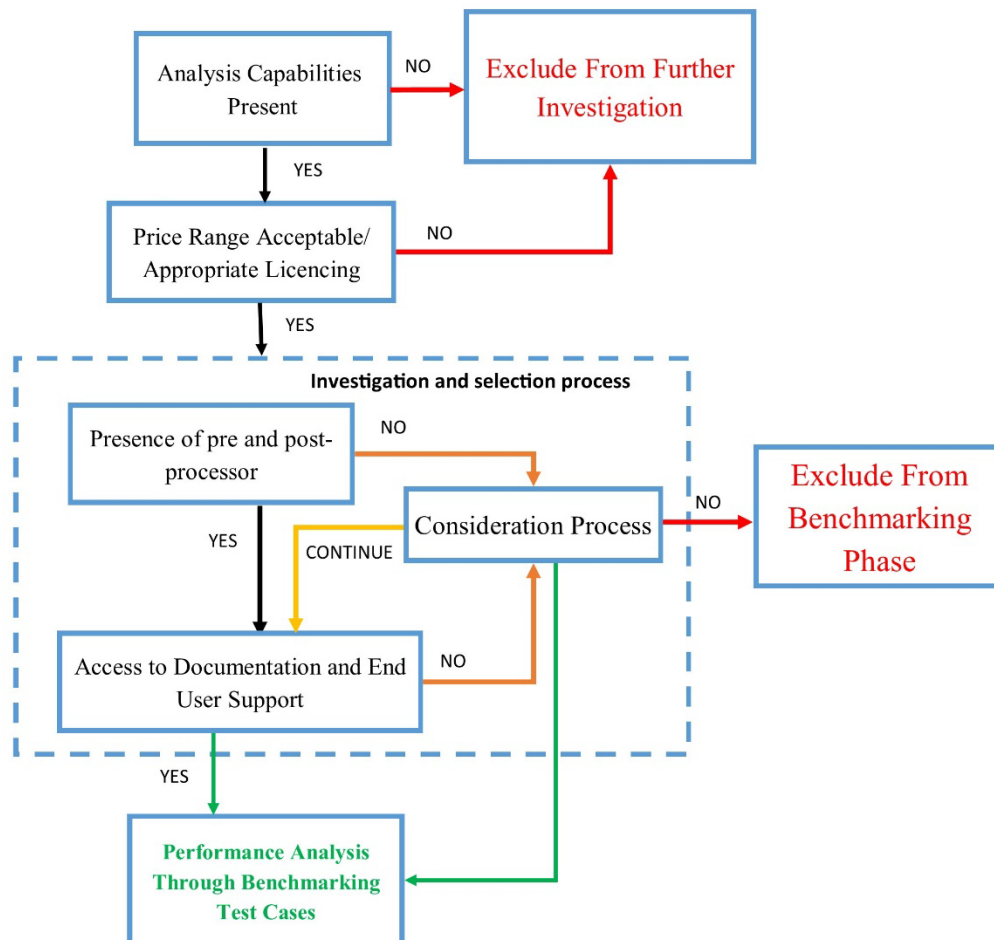 Analysis Capabilities
Present
NO
Exclude From Further
Investigation
YES
Price Range Acceptable/
Appropriate Licencing
NO
YES
Investigation and selection process
Presence of pre and post-
processor
NO
Consideration Process
NO
Exclude From
Benchmarking
Phase
YES
CONTINUE
Access to Documentation and End
User Support
NO
YES
Performance Analysis
Through Benchmarking
Test Cases